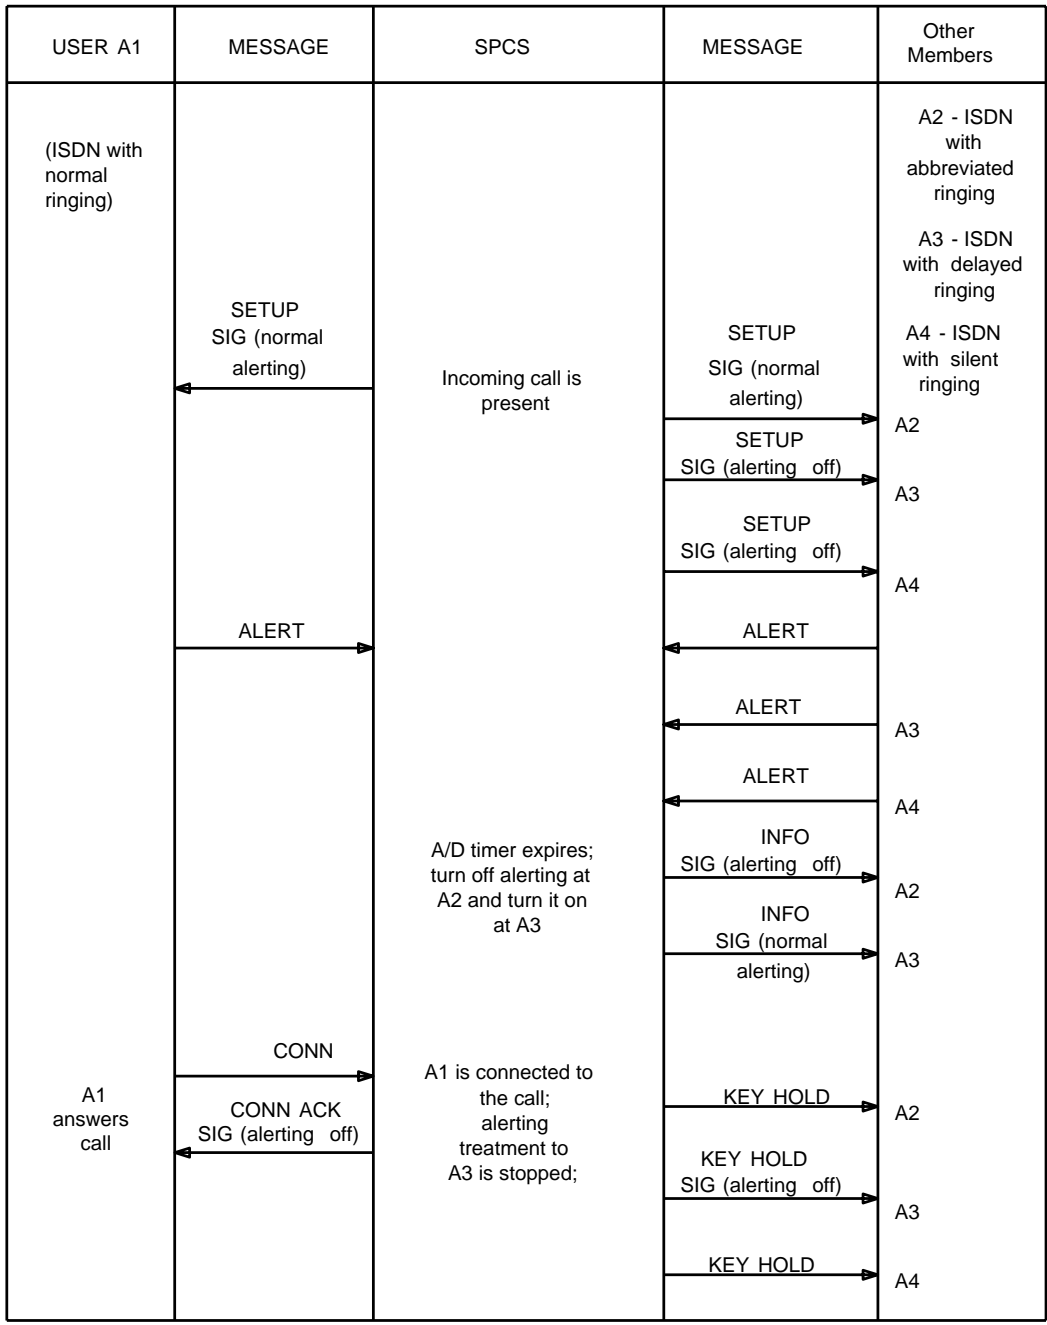 USER A1
MESSAGE
SPCS
MESSAGE
Other
Members
(ISDN with
normal
ringing)
A2 - ISDN
with
abbreviated
ringing
A3 - ISDN
with delayed
ringing
A4 - ISDN
with silent
ringing
SETUP
SIG (normal
alerting)
Incoming call is
present
SETUP
SIG (normal
alerting)
A2
SETUP
SIG (alerting off)
A3
SETUP
SIG (alerting off)
A4
ALERT
ALERT
ALERT
A3
ALERT
A4
A/D timer expires;
turn off alerting at
A2 and turn it on
at A3
INFO
SIG (alerting off)
A2
INFO
SIG (normal
alerting)
A3
A1
answers
call
CONN
CONN ACK
SIG (alerting off)
A1 is connected to
the call;
alerting
treatment to
A3 is stopped;
KEY HOLD
A2
KEY HOLD
SIG (alerting off)
A3
KEY HOLD
A4